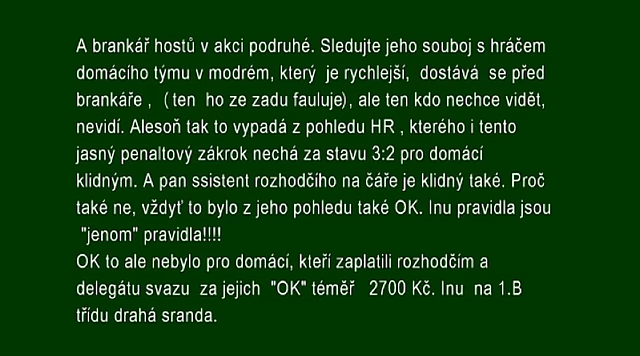 A brankář hostů v akci podruhé. Sledujte jeho souboj s hráčem
domácího týmu v modrém, který  je rychlejší,  dostává  se před
brankáře ,  ( ten  ho ze zadu fauluje), ale ten kdo nechce vidět,
nevidí. Alesoň tak to vypadá z pohledu HR , kterého i tento
jasný penaltový zákrok nechá za stavu 3:2 pro domácí
klidným. A pan ssistent rozhodčího na čáře je klidný také. Proč
také ne, vždyť to bylo z jeho pohledu také OK. Inu pravidla jsou
"jenom" pravidla!!!!
OK to ale nebylo pro domácí, kteří zaplatili rozhodčím a
delegátu svazu  za jejich  "OK" téměř   2700 Kč. Inu  na 1.B
třídu drahá sranda.